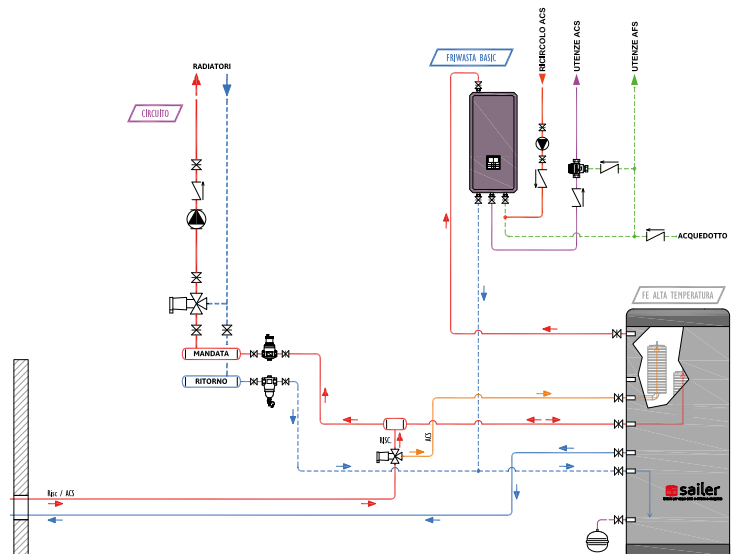 RADIATORI
CIRCUITO
FRIWASTA BASIC
RICIRCOLO ACS
UTENZE ACS
UTENZE AFS
ACQUEDOTTO
FE ALTA TEMPERATURA
MANDATA
RITORNO
RISC.
ACS
Risc / ACS
sailer